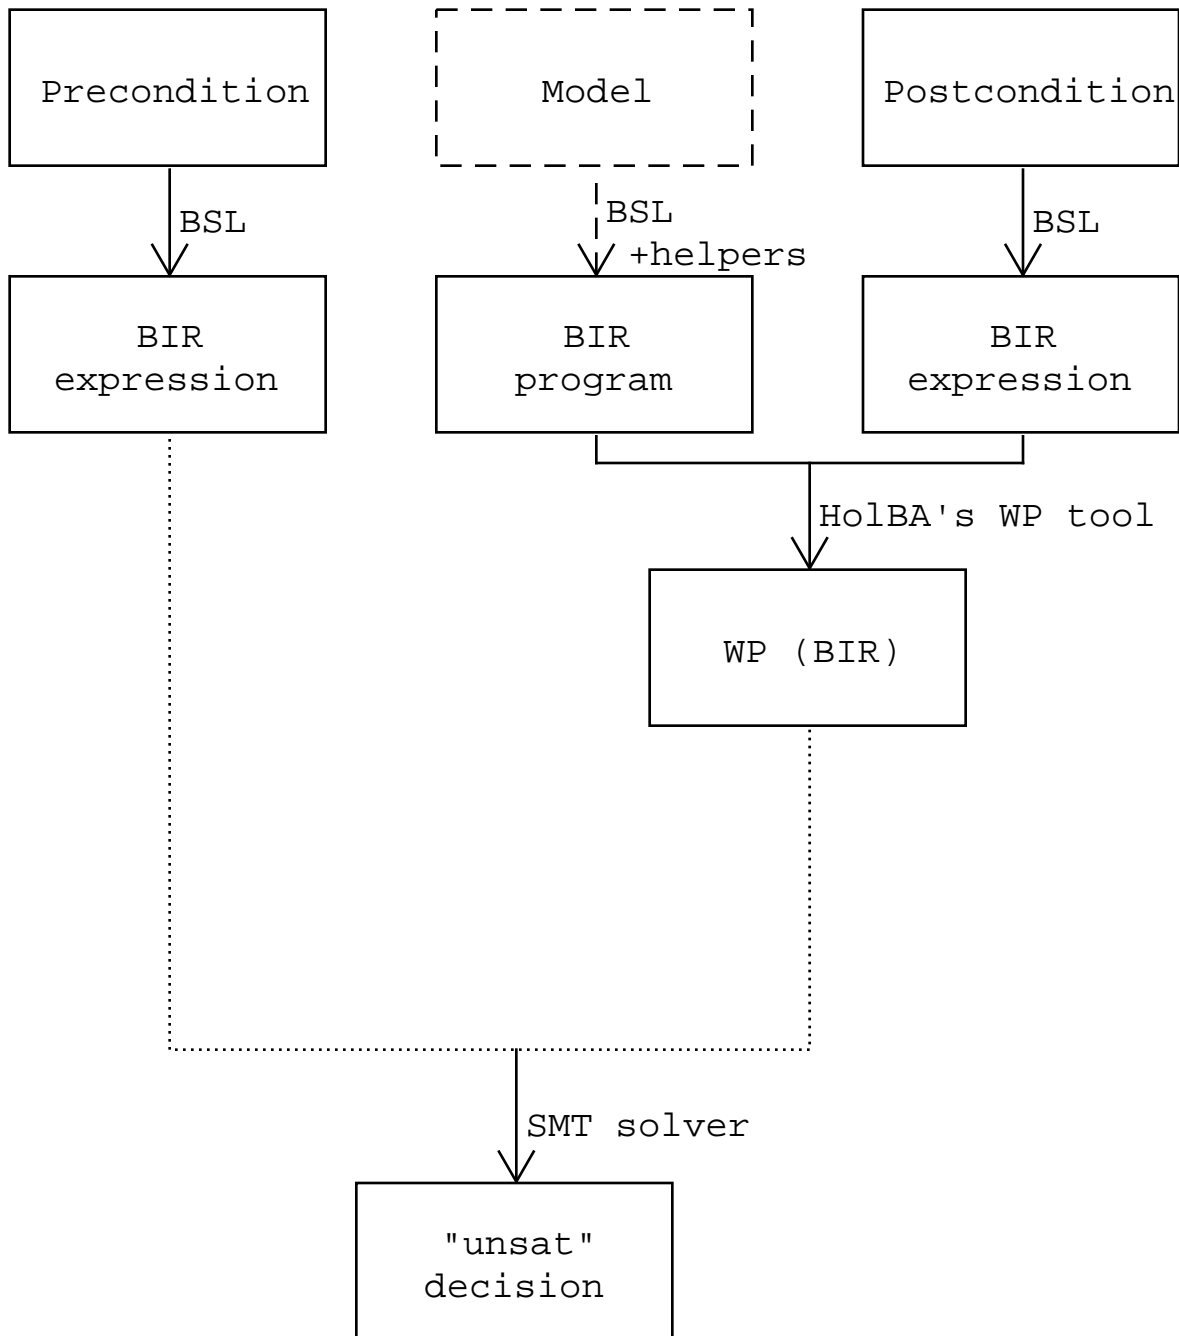 Precondition
Model
Postcondition
BSL
BSL
+helpers
BSL
BIR
expression
BIR
program
BIR
expression
HolBA's WP tool
WP (BIR)
SMT solver
"unsat"
decision